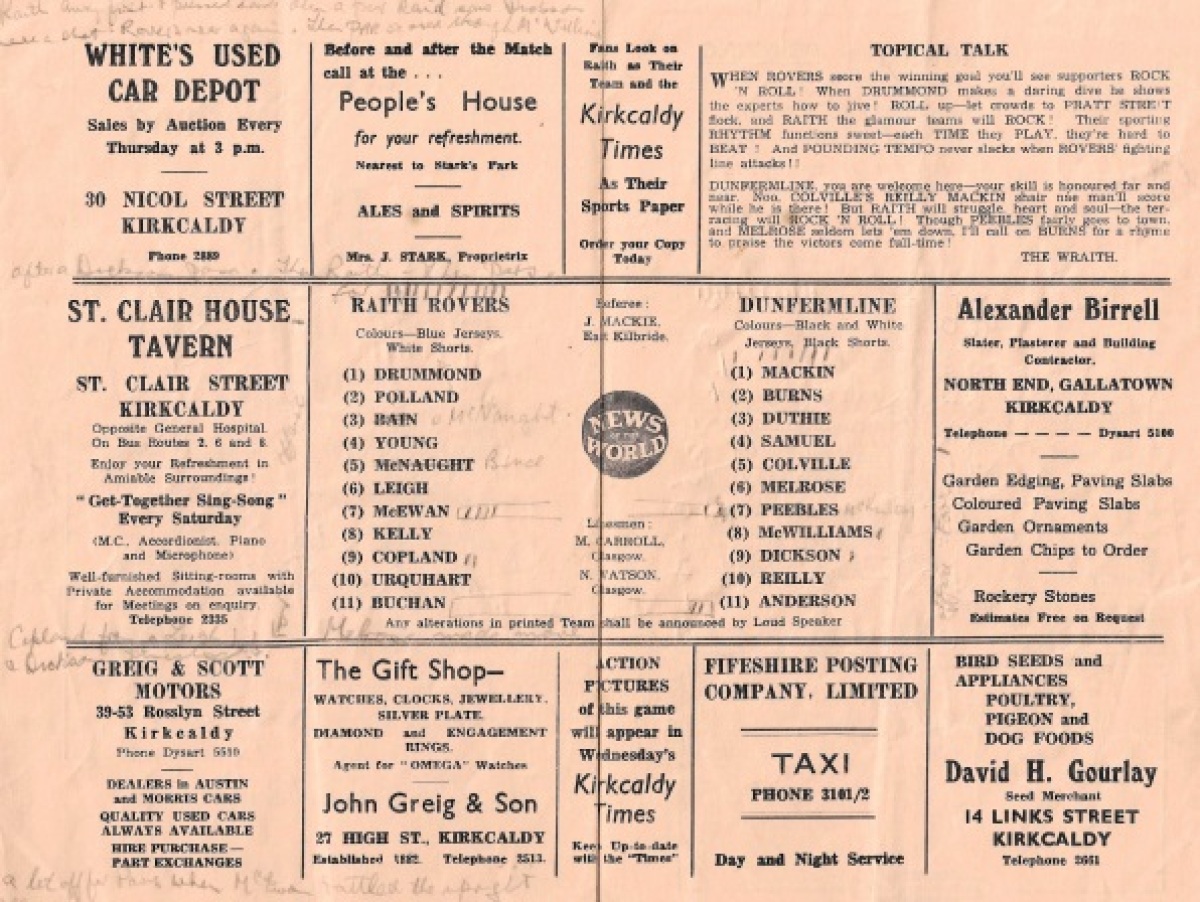 WHITE'S USED
CAR DEPOT
Sales by Auction Every
Thursday at 3 p.m.
30 NICOL STREET
KIRKCALDY
Phone 2889
Before and after the Match
call at the . . .
People's House
for your refreshment.
Nearest to Stark's Park
ALES and SPIRITS
Mrs. J. STARK, Proprietrix
Fans Look on
Raith as Their
Team and the
Kirkcaldy
Times
As Their
Sports Paper
Order your Copy
Today
TOPICAL TALK
WHEN ROVERS score the winning goal you'll see supporters ROCK
'N ROLL! When DRUMMOND makes a daring dive he shows
the experts how to jive! ROLL up—let crowds to PRATT STREET
flock, and RAITH the glamour teams will ROCK! Their sporting
RHYTHM functions sweet—each TIME they PLAY, they're hard to
BEAT ! And POUNDING TEMPO never slacks when ROVERS' fighting
line attacks!!
DUNFERMLINE, you are welcome here—your skill is honoured far and
near. Noo, COLVILLE'S REILLY MACKIN shair nae man'll score
while he is there! But RAITH will struggle, heart and soul—the ter-
racing will ROCK 'N ROLL! Though PEEBLES fairly goes to town,
and MELROSE seldom lets 'em down, I'll call on BURNS for a rhyme
to praise the victors come full-time!
THE WRAITH.
ST. CLAIR HOUSE
TAVERN
ST. CLAIR STREET
KIRKCALDY
Opposite General Hospital
On Bus Routes 2, 6 and 8.
Enjoy your Refreshment in
Amiable Surroundings!
"Get-Together Sing-Song"
Every Saturday
(M.C., Accordionist, Piano
and Microphone)
Well-furnished Sitting-rooms with
Private Accommodation available
for Meetings on enquiry.
Telephone 2335
RAITH ROVERS
Colours—Blue Jerseys,
White Shorts.
(1) DRUMMOND
(2) POLLAND
(3) BAIN McNaught
(4) YOUNG
(5) McNAUGHT
(6) LEIGH
(7) McEWAN
(8) KELLY
(9) COPLAND
(10) URQUHART
(11) BUCHAN
Referee :
J. MACKIE,
East Kilbride.
NEWS
OF THE
WORLD
Linesmen :
M. CARROLL,
Glasgow.
N. WATSON,
Glasgow.
DUNFERMLINE
Colours—Black and White
Jerseys, Black Shorts.
(1) MACKIN
(2) BURNS
(3) DUTHIE
(4) SAMUEL
(5) COLVILLE
(6) MELROSE
(7) PEEBLES
(8) McWILLIAMS
(9) DICKSON
(10) REILLY
(11) ANDERSON
Any alterations in printed Team shall be announced by Loud Speaker
Alexander Birrell
Slater, Plasterer and Building
Contractor.
NORTH END, GALLATOWN
KIRKCALDY
Telephone — — — — Dysart 5100
Garden Edging, Paving Slabs
Coloured Paving Slabs
Garden Ornaments
Garden Chips to Order
Rockery Stones
Estimates Free on Request
GREIG & SCOTT
MOTORS
39-53 Rosslyn Street
Kirkcaldy
Phone Dysart 5510
DEALERS in AUSTIN
and MORRIS CARS
QUALITY USED CARS
ALWAYS AVAILABLE
HIRE PURCHASE—
PART EXCHANGES
The Gift Shop—
WATCHES, CLOCKS, JEWELLERY,
SILVER PLATE.
DIAMOND and ENGAGEMENT
RINGS.
Agent for "OMEGA" Watches
John Greig & Son
27 HIGH ST., KIRKCALDY
Established 1882. Telephone 2513.
ACTION
PICTURES
of this game
will appear in
Wednesday's
Kirkcaldy
Times
Keep Up-to-date
with the "Times"
FIFESHIRE POSTING
COMPANY, LIMITED
TAXI
PHONE 3101/2
Day and Night Service
BIRD SEEDS and
APPLIANCES
POULTRY,
PIGEON and
DOG FOODS
David H. Gourlay
Seed Merchant
14 LINKS STREET
KIRKCALDY
Telephone 2661